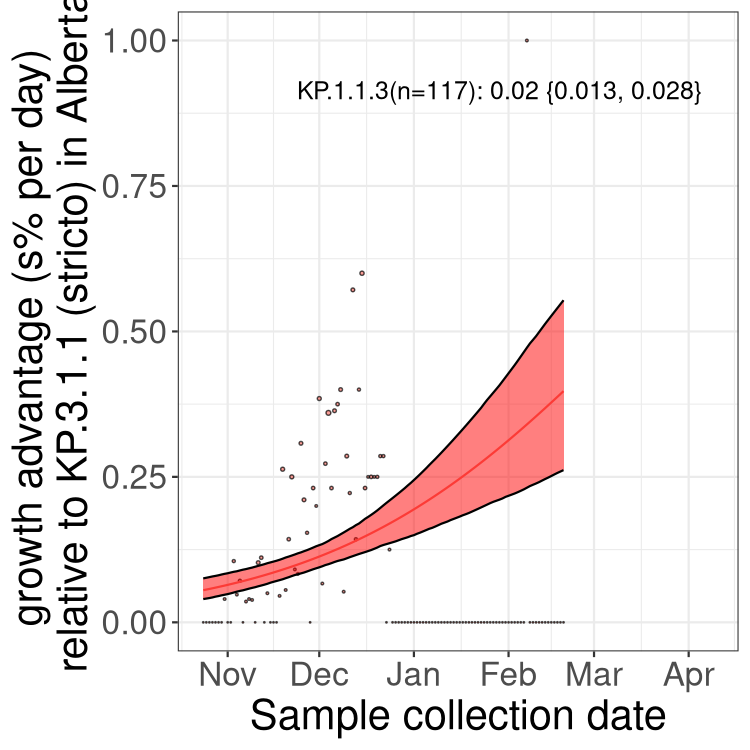 growth advantage (s% per day)
relative to KP.3.1.1 (stricto) in Alberta
1.00
0.75
0.50
0.25
0.00
KP.1.1.3(n=117): 0.02 {0.013, 0.028}
Nov Dec Jan Feb Mar Apr
Sample collection date